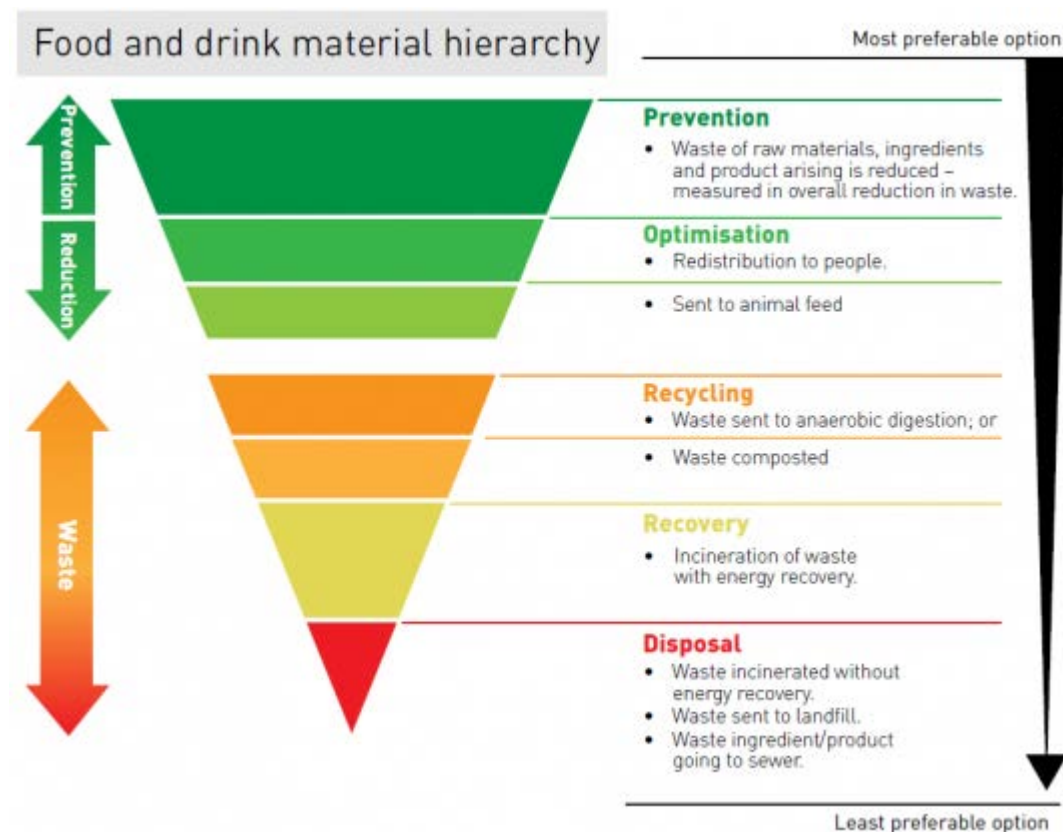 Food and drink material hierarchy
Most preferable option
Prevention
Reduction
Waste
Prevention
• Waste of raw materials, ingredients
and product arising is reduced –
measured in overall reduction in waste.
Optimisation
• Redistribution to people.
• Sent to animal feed
Recycling
• Waste sent to anaerobic digestion; or
• Waste composted
Recovery
• Incineration of waste
with energy recovery.
Disposal
• Waste incinerated without
energy recovery.
• Waste sent to landfill.
• Waste ingredient/product
going to sewer.
Least preferable option